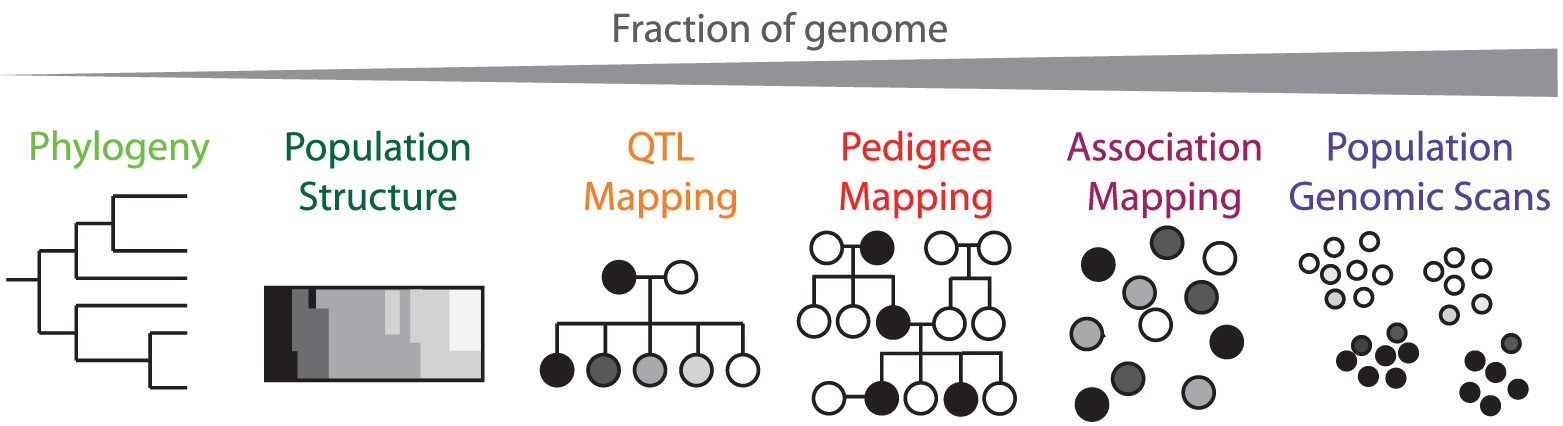 Fraction of genome
Phylogeny
Population
Structure
QTL
Mapping
Pedigree
Mapping
Association
Mapping
Population
Genomic Scans